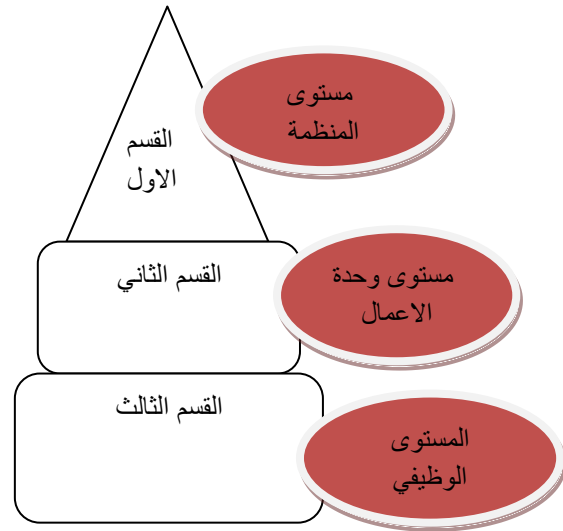 مستوى
المنظمة
القسم
الاول
مستوى وحدة
الاعمال
القسم الثاني
المستوى
الوظيفي
القسم الثالث